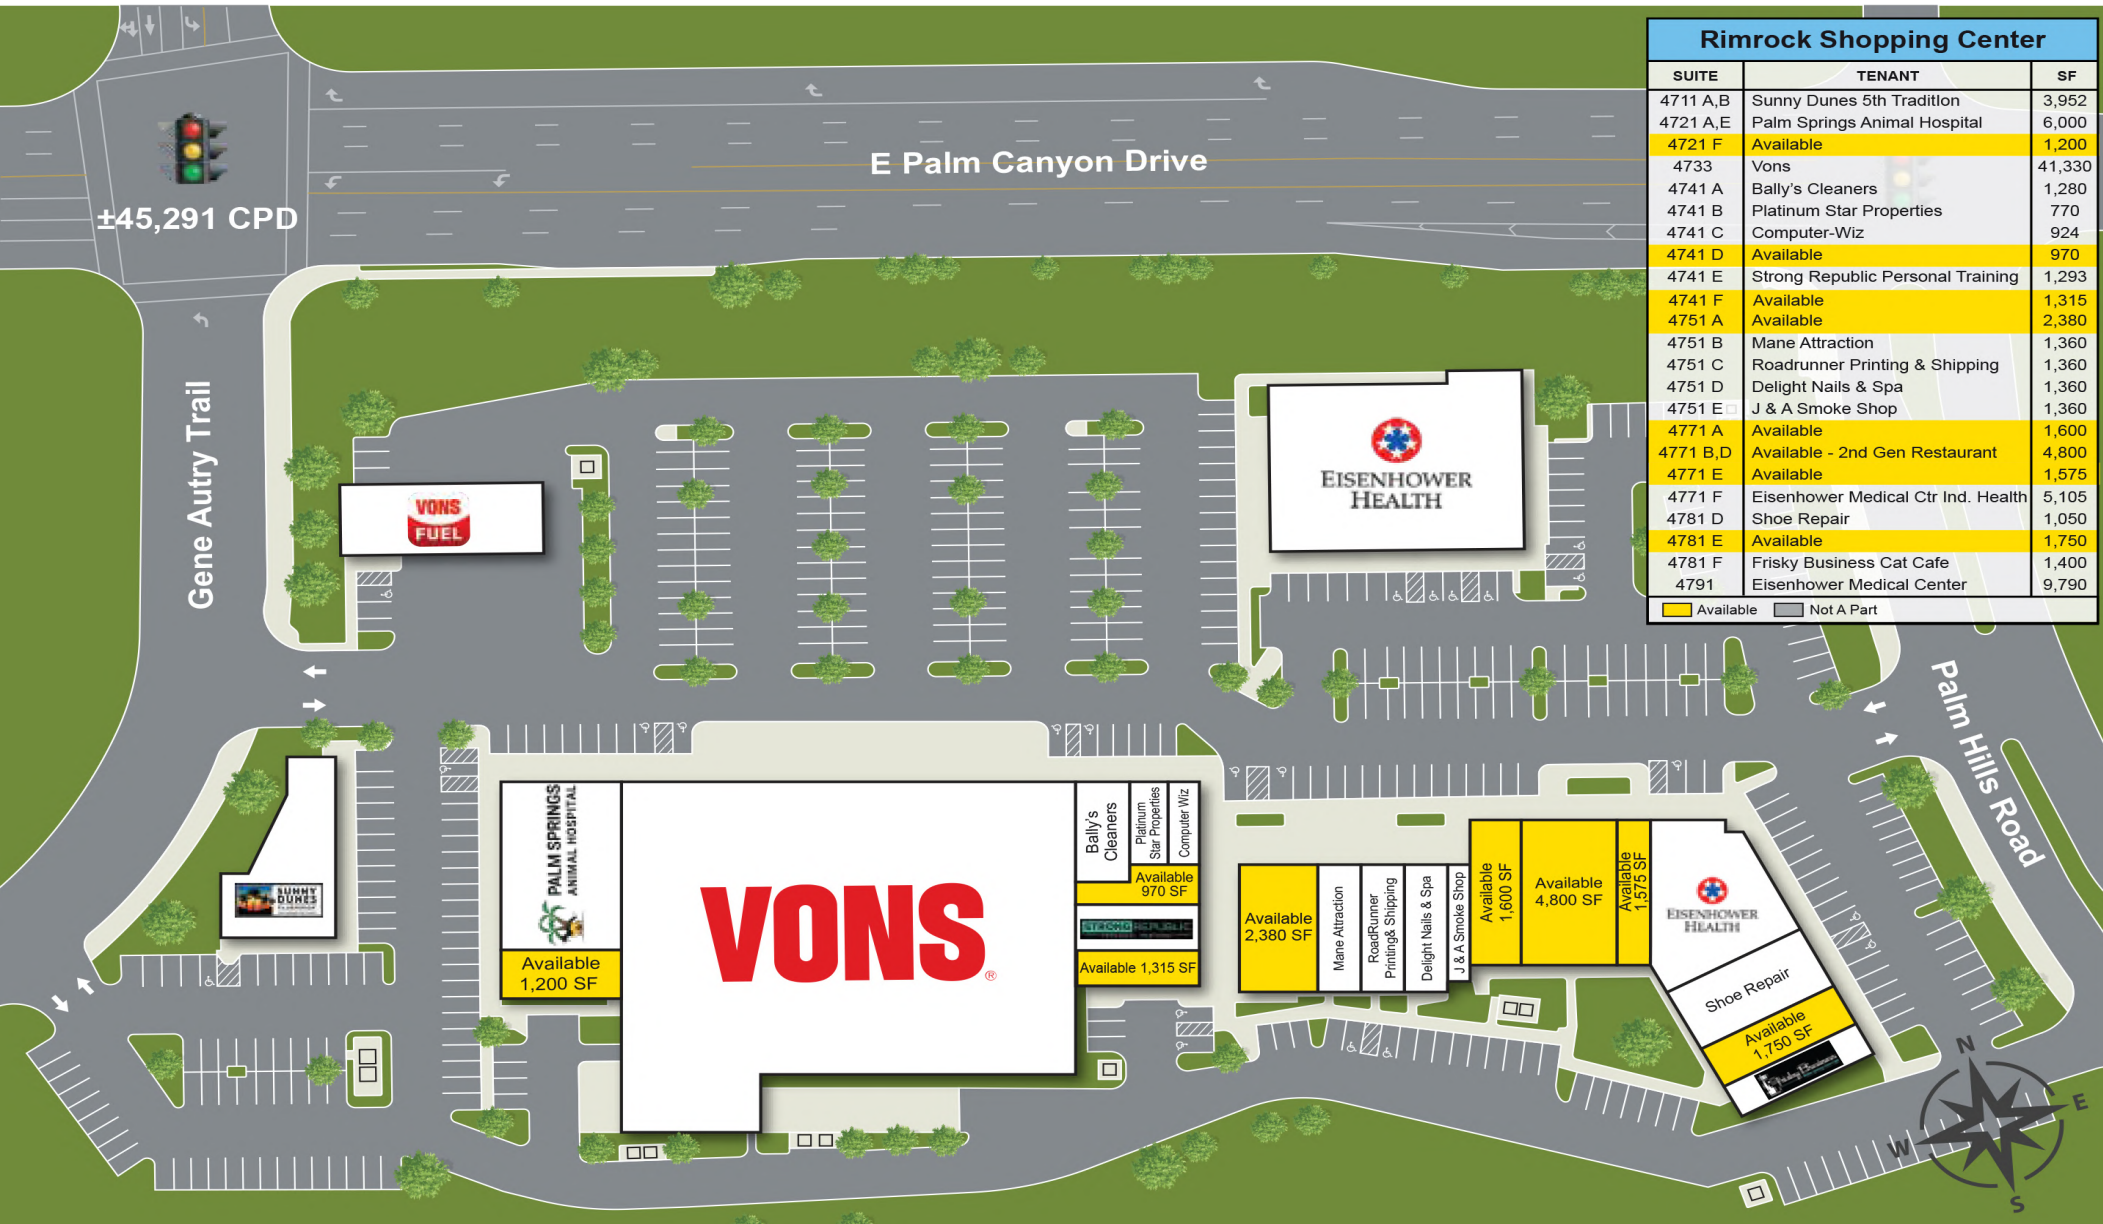 Rimrock Shopping Center
SUITE TENANT SF
4711 A,B Sunny Dunes 5th Tradition 3,952
4721 A,E Palm Springs Animal Hospital 6,000
4721 F Available 1,200
4733 Vons 41,330
4741 A Bally's Cleaners 1,280
4741 B Platinum Star Properties 770
4741 C Computer-Wiz 924
4741 D Available 970
4741 E Strong Republic Personal Training 1,293
4741 F Available 1,315
4751 A Available 2,380
4751 B Mane Attraction 1,360
4751 C Roadrunner Printing & Shipping 1,360
4751 D Delight Nails & Spa 1,360
4751 E J & A Smoke Shop 1,360
4771 A Available 1,600
4771 B,D Available - 2nd Gen Restaurant 4,800
4771 E Available 1,575
4771 F Eisenhower Medical Ctr Ind. Health 5,105
4781 D Shoe Repair 1,050
4781 E Available 1,750
4781 F Frisky Business Cat Cafe 1,400
4791 Eisenhower Medical Center 9,790
Available Not A Part
E Palm Canyon Drive
±45,291 CPD
Gene Autry Trail
Palm Hills Road
VONS
FUEL
EISENHOWER
HEALTH
SUNNY
DUNES
PALM SPRINGS
ANIMAL HOSPITAL
Available
1,200 SF
VONS®
Bally's
Cleaners
Platinum
Star Properties
Computer Wiz
Available
970 SF
STRONG REPUBLIC
Available 1,315 SF
Available
2,380 SF
Mane Attraction
RoadRunner
Printing& Shipping
Delight Nails & Spa
J & A Smoke Shop
Available
1,600 SF
Available
4,800 SF
Available
1,575 SF
EISENHOWER
HEALTH
Shoe Repair
Available
1,750 SF
Frisky Business
N
E
W
S